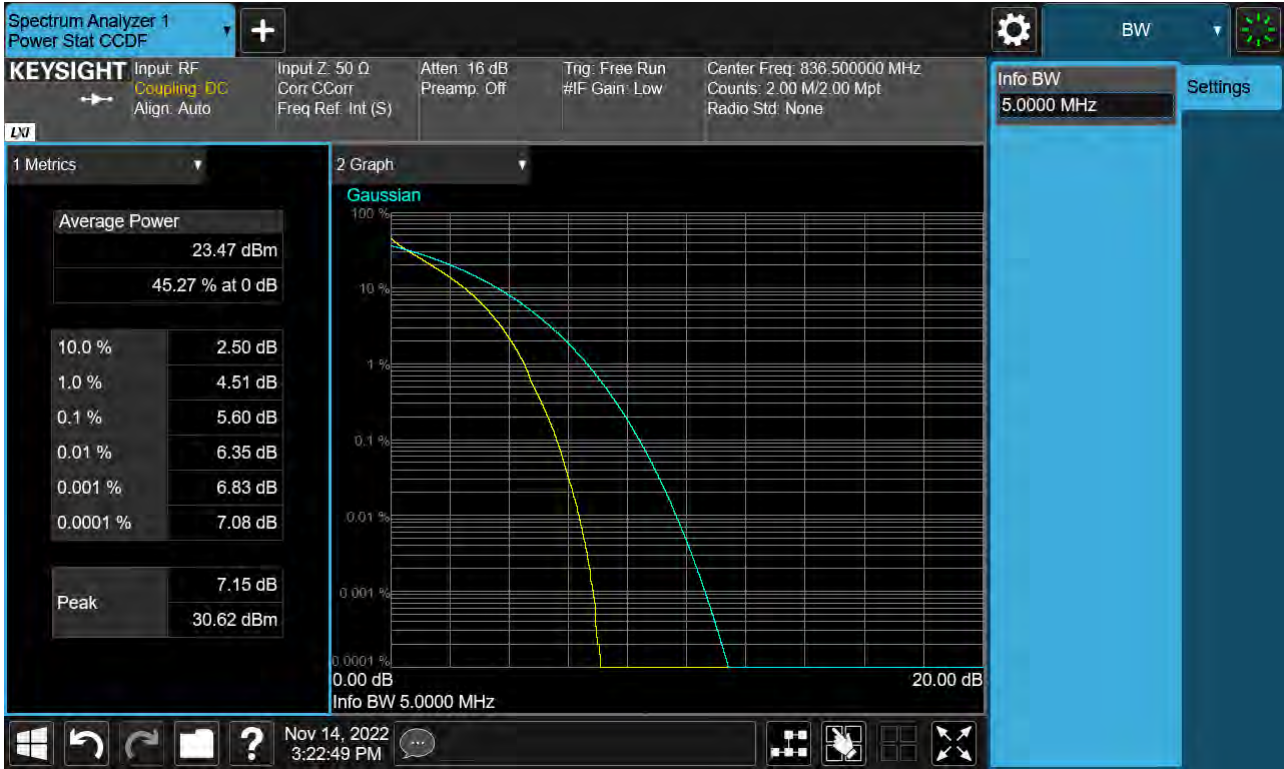 Spectrum Analyzer 1
Power Stat CCDF
BW
KEYSIGHT
Input: RF
Coupling: DC
Align: Auto
Input Z: 50 Ω
Corr CCorr
Freq Ref: Int (S)
Atten: 16 dB
Preamp: Off
Trig: Free Run
#IF Gain: Low
Center Freq: 836.500000 MHz
Counts: 2.00 M/2.00 Mpt
Radio Std: None
LXI
Info BW
5.0000 MHz
Settings
1 Metrics
Average Power
23.47 dBm
45.27 % at 0 dB
10.0 % 2.50 dB
1.0 % 4.51 dB
0.1 % 5.60 dB
0.01 % 6.35 dB
0.001 % 6.83 dB
0.0001 % 7.08 dB
Peak
7.15 dB
30.62 dBm
2 Graph
Gaussian
100 %
10 %
1 %
0.1 %
0.01 %
0.001 %
0.0001 %
0.00 dB 20.00 dB
Info BW 5.0000 MHz
Nov 14, 2022
3:22:49 PM